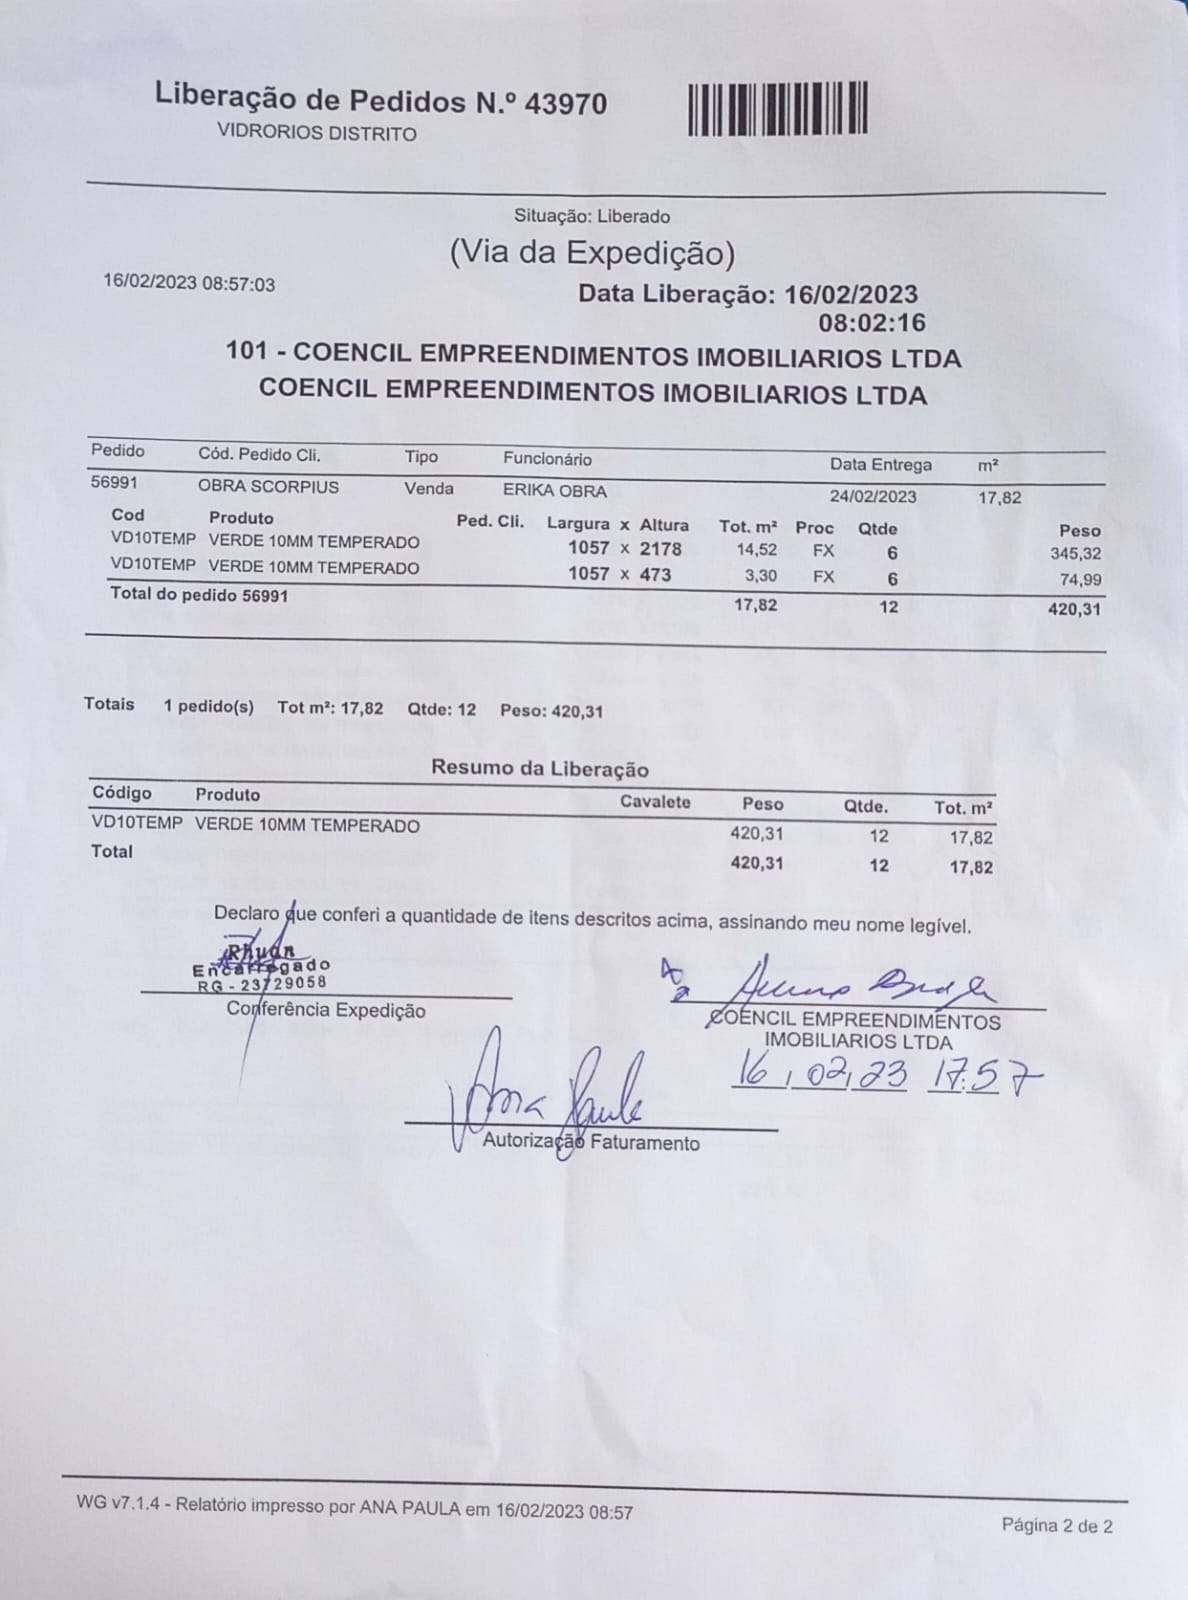 Liberação de Pedidos N.º 43970
VIDRORIOS DISTRITO
Situação: Liberado
(Via da Expedição)
16/02/2023 08:57:03
Data Liberação: 16/02/2023
08:02:16
101 - COENCIL EMPREENDIMENTOS IMOBILIARIOS LTDA
COENCIL EMPREENDIMENTOS IMOBILIARIOS LTDA
Pedido Cód. Pedido Cli. Tipo Funcionário Data Entrega m²
56991 OBRA SCORPIUS Venda ERIKA OBRA 24/02/2023 17,82
Cod Produto Ped. Cli. Largura x Altura Tot. m² Proc Qtde Peso
VD10TEMP VERDE 10MM TEMPERADO 1057 x 2178 14,52 FX 6 345,32
VD10TEMP VERDE 10MM TEMPERADO 1057 x 473 3,30 FX 6 74,99
Total do pedido 56991 17,82 12 420,31
Totais 1 pedido(s) Tot m²: 17,82 Qtde: 12 Peso: 420,31
Resumo da Liberação
Código Produto Cavalete Peso Qtde. Tot. m²
VD10TEMP VERDE 10MM TEMPERADO 420,31 12 17,82
Total 420,31 12 17,82
Declaro que conferi a quantidade de itens descritos acima, assinando meu nome legível.
Rhuan
Encarregado
RG - 23729058
Conferência Expedição
COENCIL EMPREENDIMENTOS
IMOBILIARIOS LTDA
16, 02, 23 17:57
Ana Paula
Autorização Faturamento
WG v7.1.4 - Relatório impresso por ANA PAULA em 16/02/2023 08:57
Página 2 de 2